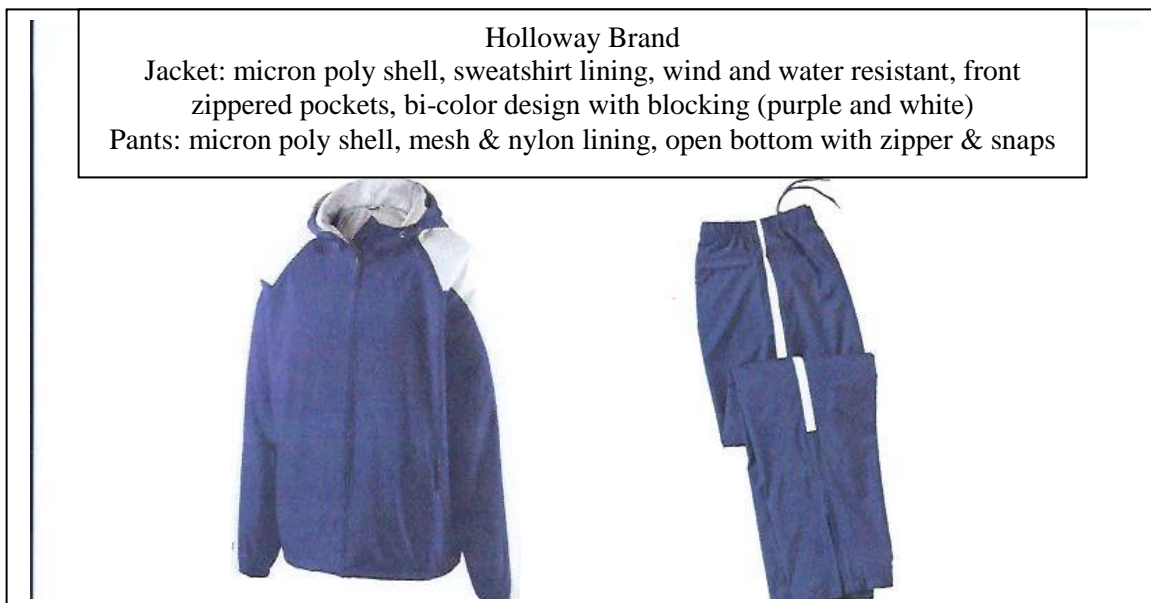 Holloway Brand
Jacket: micron poly shell, sweatshirt lining, wind and water resistant, front
zippered pockets, bi-color design with blocking (purple and white)
Pants: micron poly shell, mesh & nylon lining, open bottom with zipper & snaps